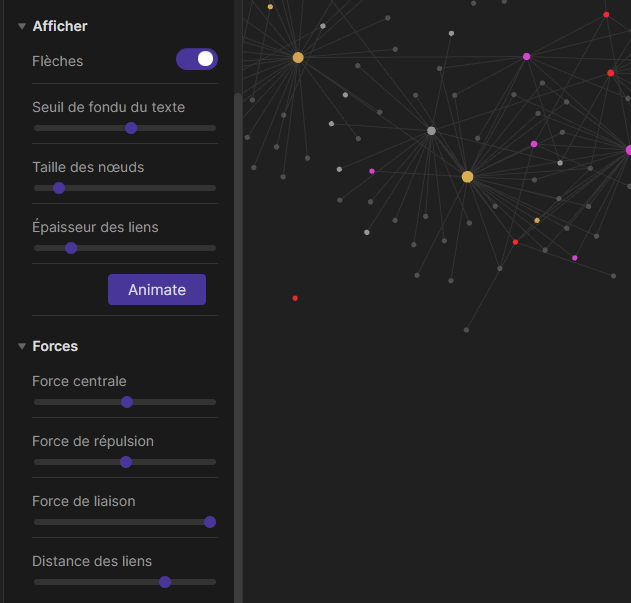 Afficher
Flèches
Seuil de fondu du texte
Taille des nœuds
Épaisseur des liens
Animate
Forces
Force centrale
Force de répulsion
Force de liaison
Distance des liens